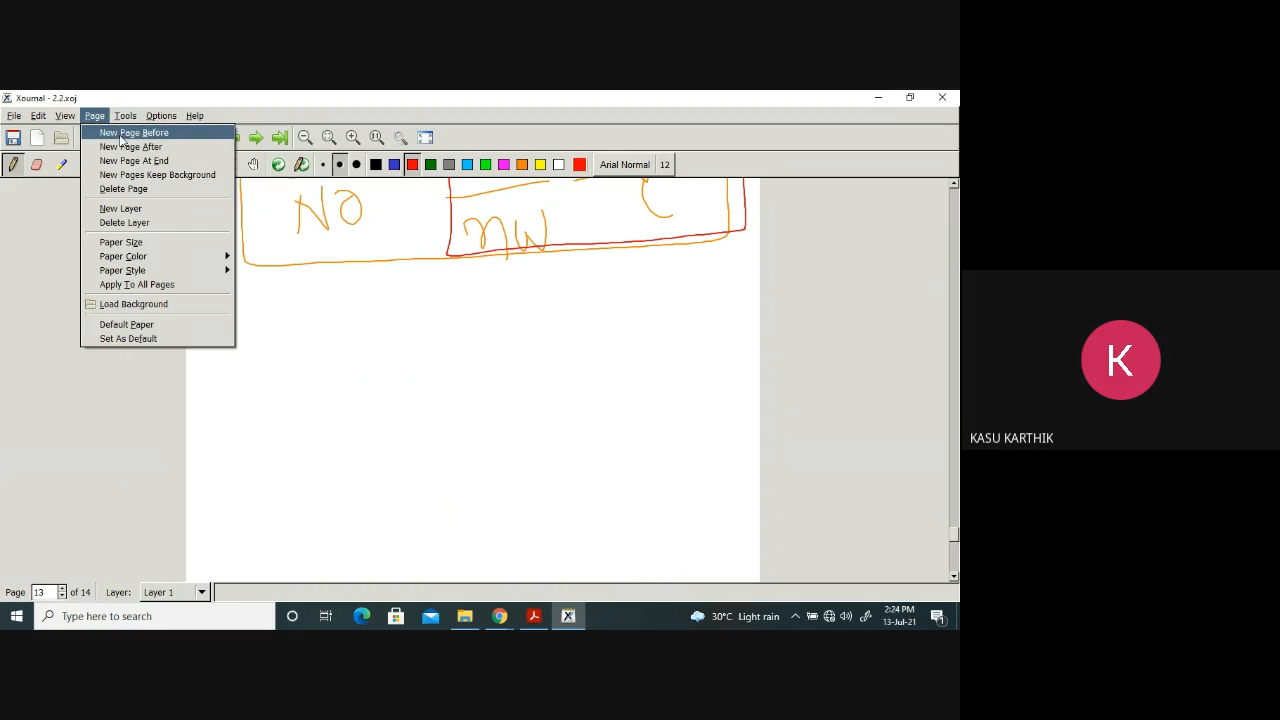 Xournal - 2.2.xoj
File Edit View Page Tools Options Help
New Page Before
New Page After
New Page At End
New Pages Keep Background
Delete Page
New Layer
Delete Layer
Paper Size
Paper Color
Paper Style
Apply To All Pages
Load Background
Default Paper
Set As Default
Arial Normal 12
NO
MW
Page 13 of 14 Layer: Layer 1
Type here to search
30°C Light rain
2:24 PM
13-Jul-21
1
K
KASU KARTHIK